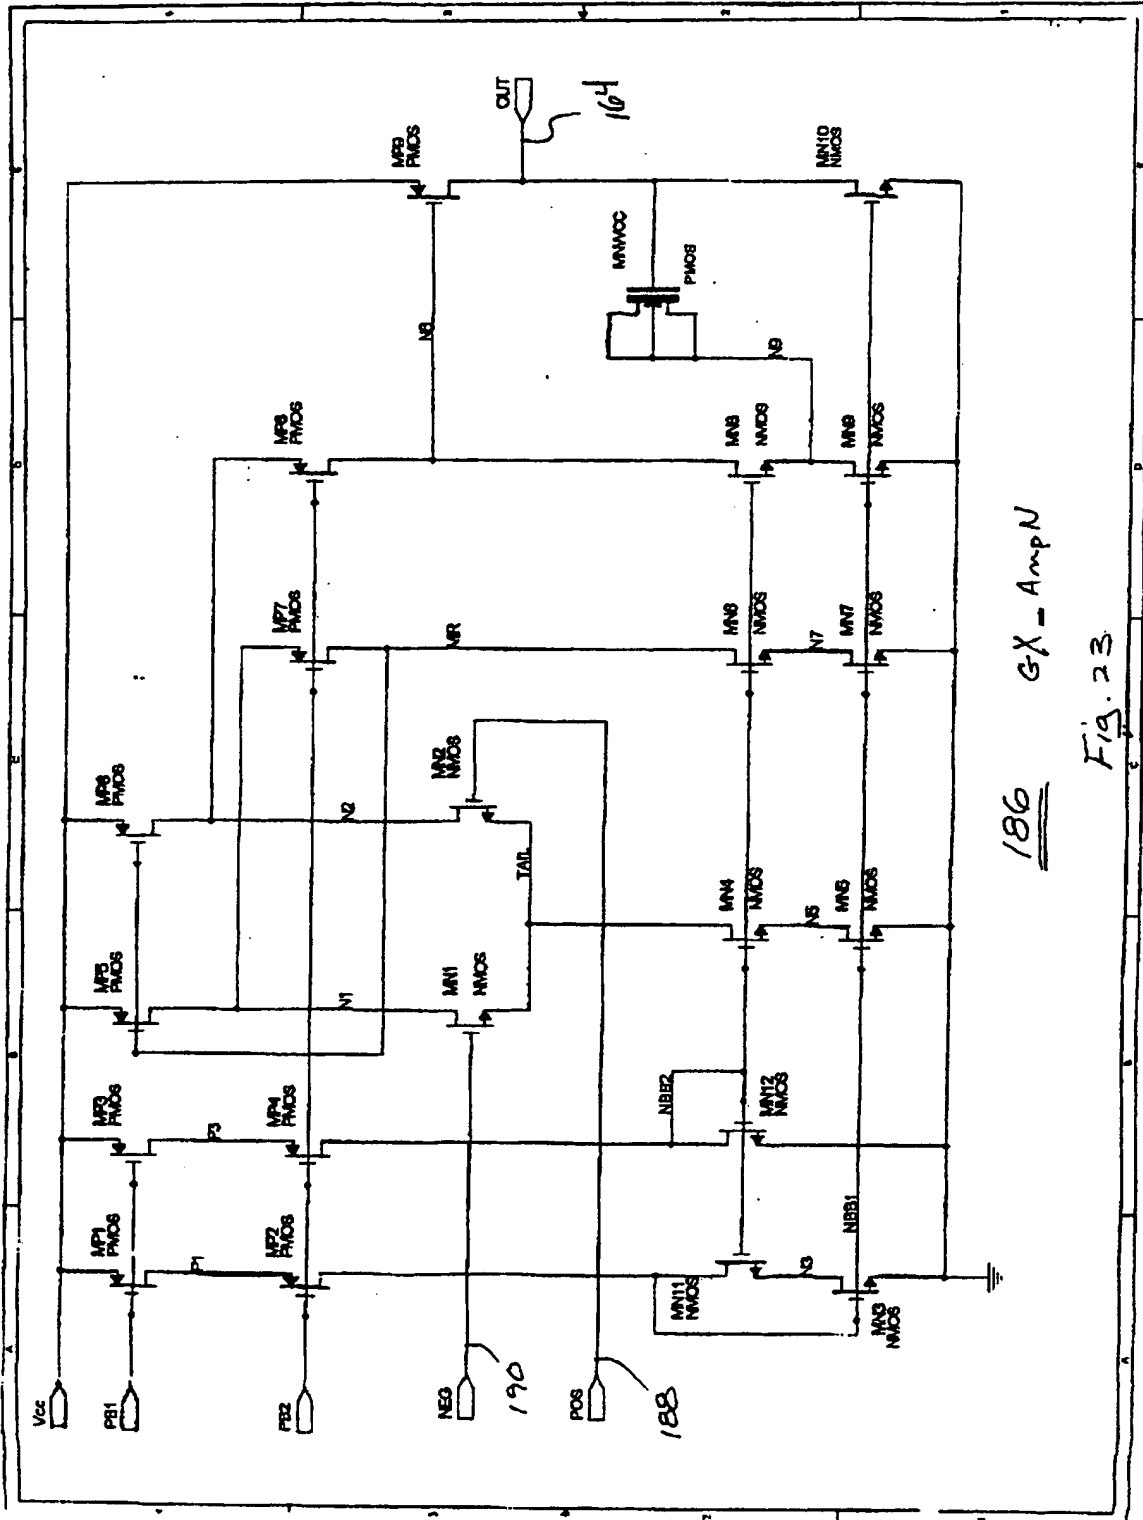 Vcc
PB1
PB2
NEG
190
POS
188
MP1
PMOS
P1
MP2
PMOS
MN11
NMOS
N3
MN3
NMOS
NBB1
MP3
PMOS
P3
MP4
PMOS
NBB2
MN12
NMOS
MP5
PMOS
N1
MN1
NMOS
TAIL
MN4
NMOS
N5
MN5
NMOS
MP6
PMOS
N2
MN2
NMOS
MP7
PMOS
MIR
MN6
NMOS
N7
MN7
NMOS
MP8
PMOS
N8
MN8
NMOS
N9
MN9
NMOS
MNWCC
PMOS
MP9
PMOS
OUT
164
MN10
NMOS
186 GX_AmpN
Fig. 23